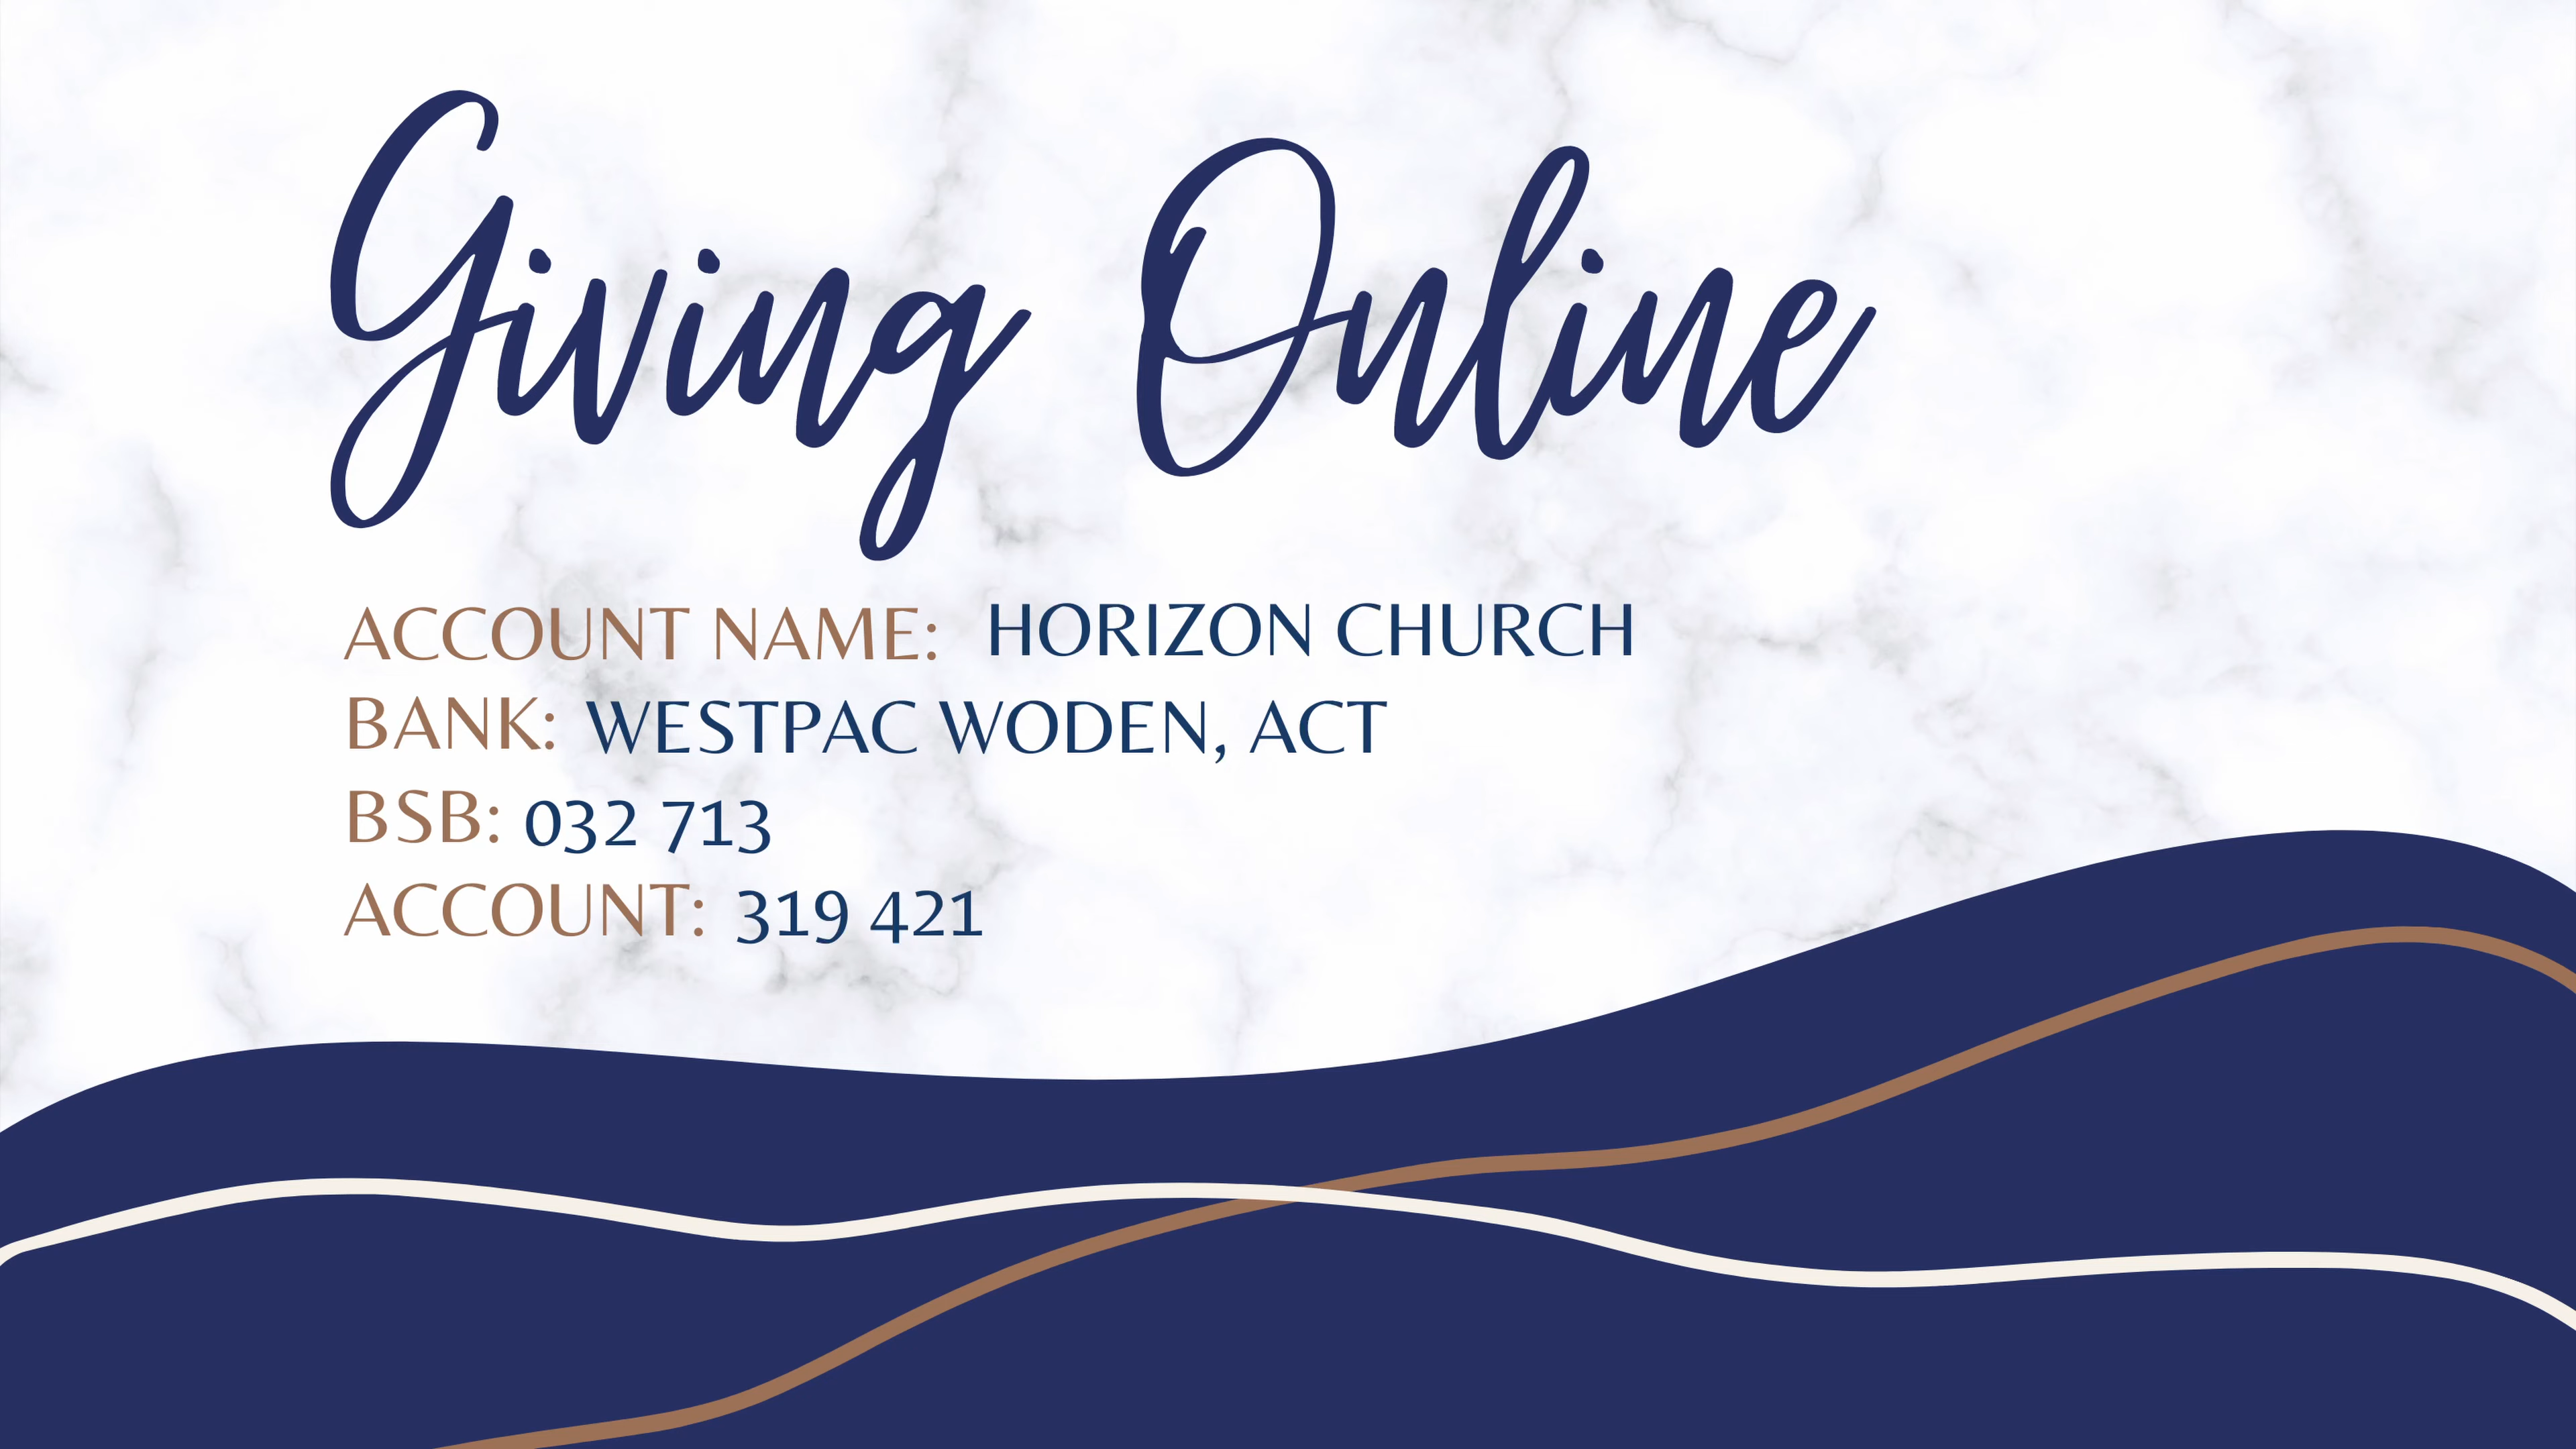 Giving Online
ACCOUNT NAME: HORIZON CHURCH
BANK: WESTPAC WODEN, ACT
BSB: 032 713
ACCOUNT: 319 421